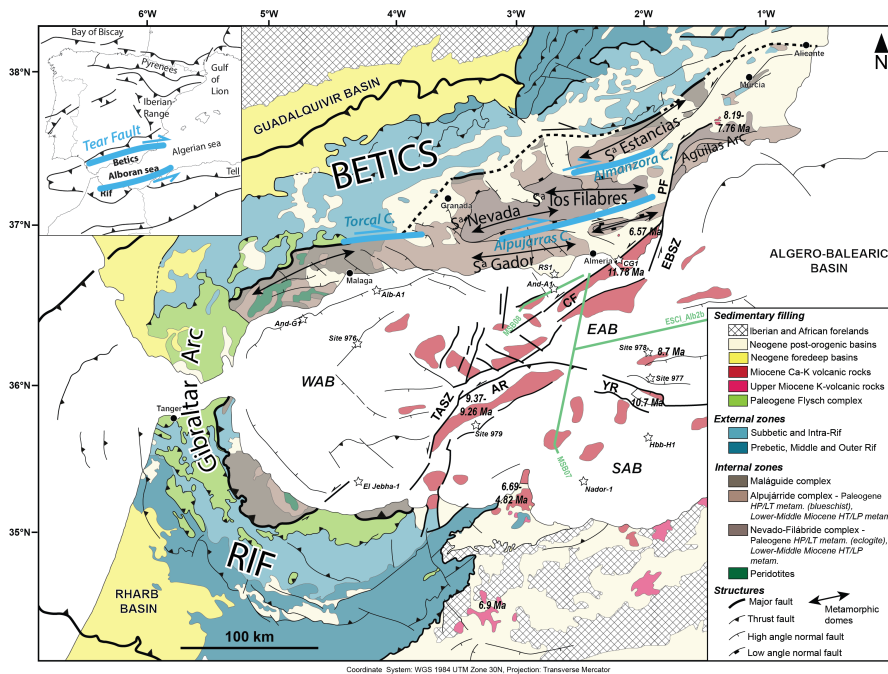 6°W
5°W
4°W
3°W
2°W
1°W
38°N
37°N
36°N
35°N
N
Bay of Biscay
Pyrenees
Gulf
of
Lion
Iberian
Range
Tear Fault
Betics
Algerian sea
Alboran sea
Tell
Rif
GUADALQUIVIR BASIN
BETICS
Alicante
Murcia
8.19-
7.76 Ma
Sª Estancias
Aguilas Arc
Almanzora C.
PF
Granada
Sª los Filabres
Sª Nevada
Torcal C.
Alpujarras C.
6.57 Ma
Sª Gador
Almeria
CG1
11.78 Ma
EBSZ
RS1
And-A1
ALGERO-BALEARIC
BASIN
Malaga
Alb-A1
And-G1
CF
MSB08
EAB
ESCI_Alb2b
Site 976
Site 978
8.7 Ma
Site 977
WAB
AR
YR
TASZ
9.37-
9.26 Ma
10.7 Ma
Gibraltar Arc
Tanger
Site 979
Hbb-H1
MSB07
SAB
El Jebha-1
Nador-1
6.69-
4.82 Ma
RIF
RHARB
BASIN
6.9 Ma
100 km
Sedimentary filling
Iberian and African forelands
Neogene post-orogenic basins
Neogene foredeep basins
Miocene Ca-K volcanic rocks
Upper Miocene K-volcanic rocks
Paleogene Flysch complex
External zones
Subbetic and Intra-Rif
Prebetic, Middle and Outer Rif
Internal zones
Maláguide complex
Alpujárride complex - Paleogene
HP/LT metam. (blueschist),
Lower-Middle Miocene HT/LP metam
Nevado-Filábride complex -
Paleogene HP/LT metam. (eclogite),
Lower-Middle Miocene HT/LP
metam.
Peridotites
Structures
Major fault
Metamorphic
domes
Thrust fault
High angle normal fault
Low angle normal fault
Coordinate System: WGS 1984 UTM Zone 30N, Projection: Transverse Mercator